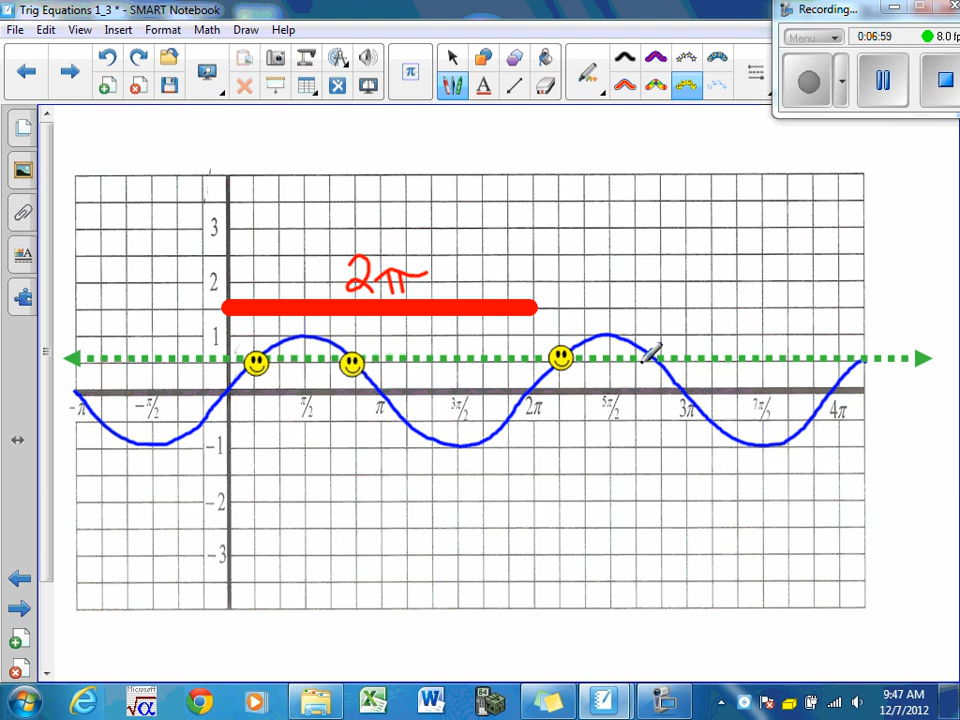 Trig Equations 1_3 * - SMART Notebook
Recording...
File Edit View Insert Format Math Draw Help
Menu
0:06:59
8.0 fp
π
A
3
2
2π
1
-π
-π/2
π/2
π
3π/2
2π
5π/2
3π
7π/2
4π
-1
-2
-3
Microsoft
√α
84
W
9:47 AM
12/7/2012